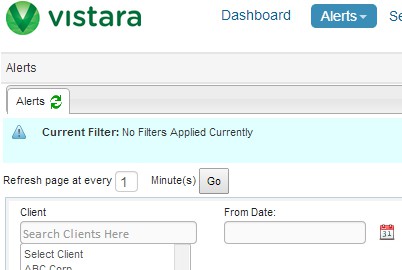 vistara Dashboard Alerts Se
Alerts
Alerts
Current Filter: No Filters Applied Currently
Refresh page at every 1 Minute(s) Go
Client From Date:
Search Clients Here 31
Select Client
ABC Corp